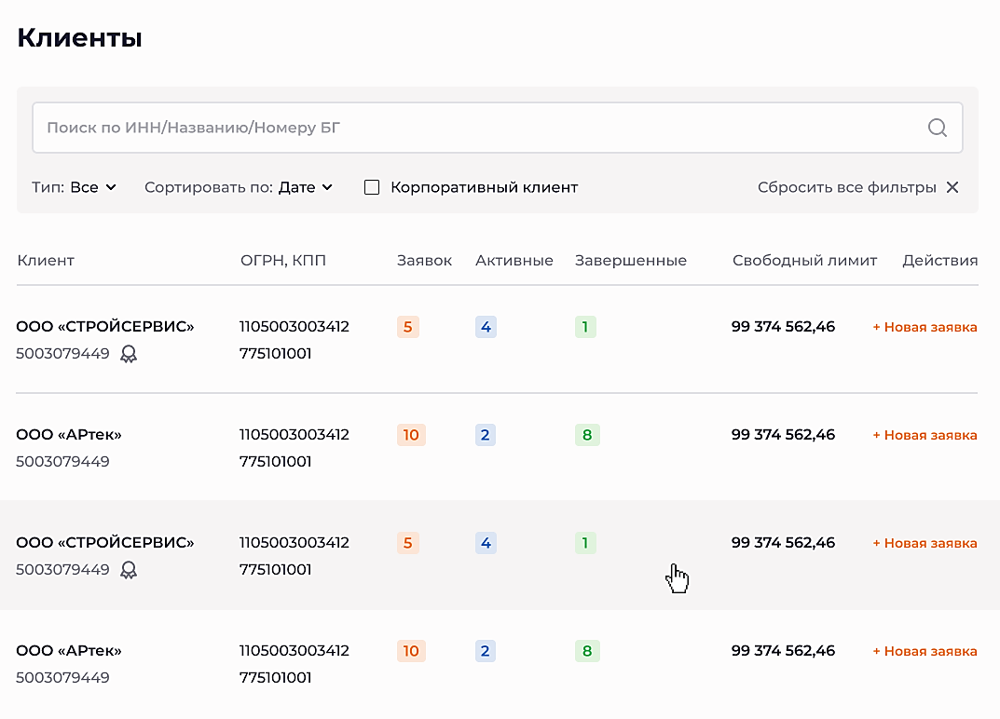 Клиенты
Поиск по ИНН/Названию/Номеру БГ
Тип: Все Сортировать по: Дате Корпоративный клиент Сбросить все фильтры
Клиент ОГРН, КПП Заявок Активные Завершенные Свободный лимит Действия
ООО «СТРОЙСЕРВИС» 1105003003412 5 4 1 99 374 562,46 + Новая заявка
5003079449 775101001
ООО «АРтек» 1105003003412 10 2 8 99 374 562,46 + Новая заявка
5003079449 775101001
ООО «СТРОЙСЕРВИС» 1105003003412 5 4 1 99 374 562,46 + Новая заявка
5003079449 775101001
ООО «АРтек» 1105003003412 10 2 8 99 374 562,46 + Новая заявка
5003079449 775101001